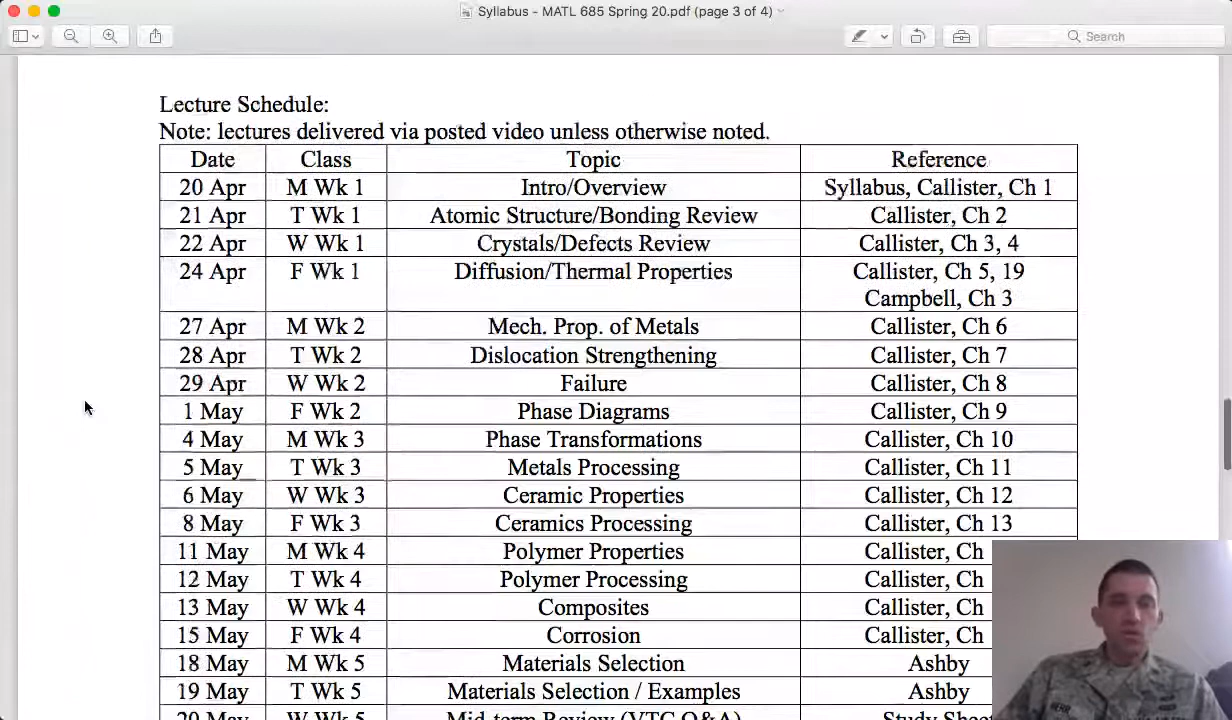 Syllabus - MATL 685 Spring 20.pdf (page 3 of 4)
Search
Lecture Schedule:
Note: lectures delivered via posted video unless otherwise noted.
Date Class Topic Reference
20 Apr M Wk 1 Intro/Overview Syllabus, Callister, Ch 1
21 Apr T Wk 1 Atomic Structure/Bonding Review Callister, Ch 2
22 Apr W Wk 1 Crystals/Defects Review Callister, Ch 3, 4
24 Apr F Wk 1 Diffusion/Thermal Properties Callister, Ch 5, 19
Campbell, Ch 3
27 Apr M Wk 2 Mech. Prop. of Metals Callister, Ch 6
28 Apr T Wk 2 Dislocation Strengthening Callister, Ch 7
29 Apr W Wk 2 Failure Callister, Ch 8
1 May F Wk 2 Phase Diagrams Callister, Ch 9
4 May M Wk 3 Phase Transformations Callister, Ch 10
5 May T Wk 3 Metals Processing Callister, Ch 11
6 May W Wk 3 Ceramic Properties Callister, Ch 12
8 May F Wk 3 Ceramics Processing Callister, Ch 13
11 May M Wk 4 Polymer Properties Callister, Ch
12 May T Wk 4 Polymer Processing Callister, Ch
13 May W Wk 4 Composites Callister, Ch
15 May F Wk 4 Corrosion Callister, Ch
18 May M Wk 5 Materials Selection Ashby
19 May T Wk 5 Materials Selection / Examples Ashby
20 May W Wk 5 Mid-term Review (VTC Q&A) Study Sheet